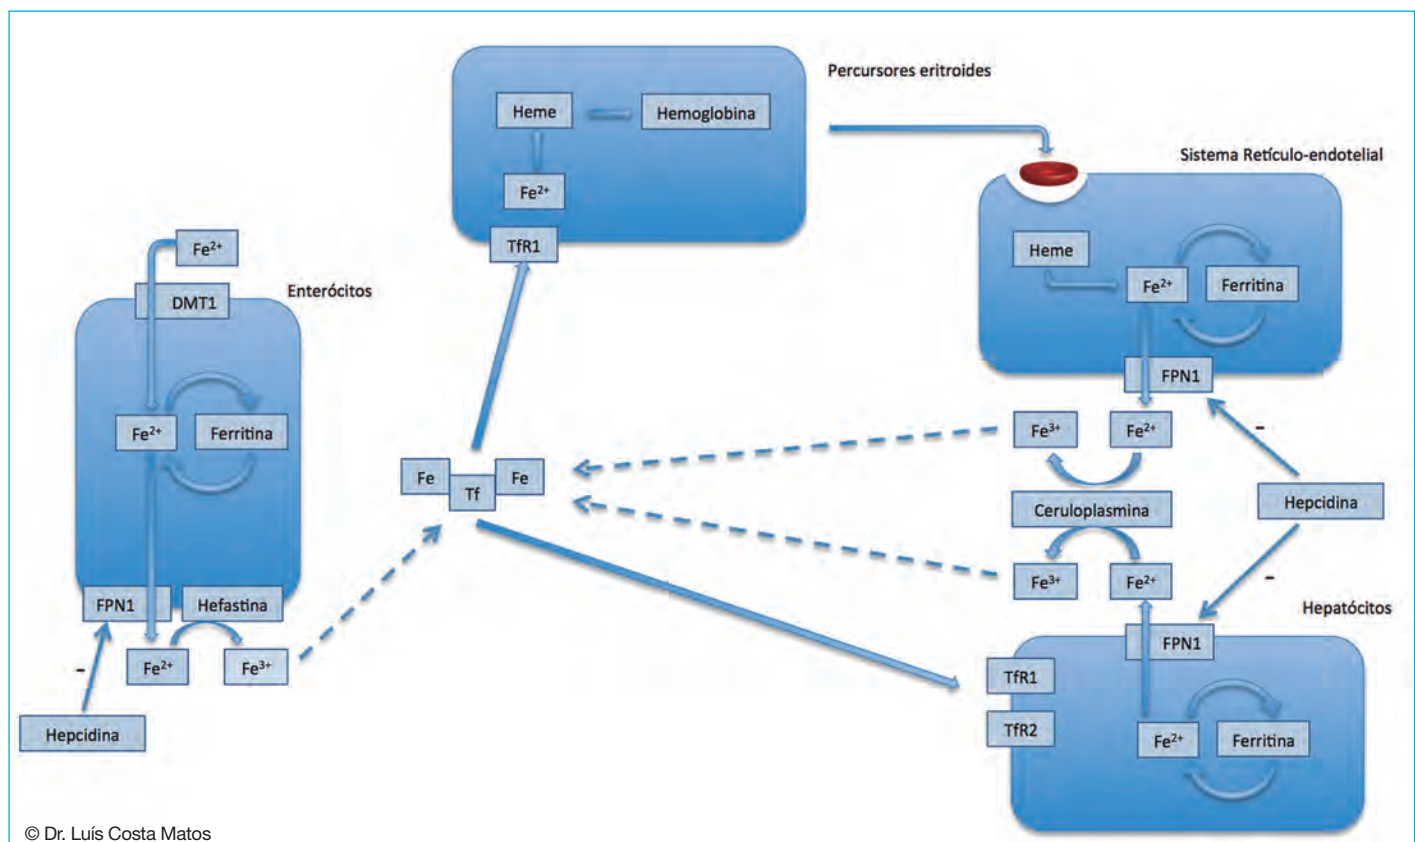 Percursores eritroides
Heme
Hemoglobina
Fe²⁺
TfR1
Sistema Retículo-endotelial
Heme
Fe²⁺
Ferritina
FPN1
Fe³⁺
Fe²⁺
-
Ceruloplasmina
Hepcidina
Fe³⁺
Fe²⁺
-
Hepatócitos
FPN1
TfR1
TfR2
Fe²⁺
Ferritina
Fe
Tf
Fe
Fe²⁺
Enterócitos
DMT1
Fe²⁺
Ferritina
FPN1
Hefastina
Fe²⁺
Fe³⁺
-
Hepcidina
© Dr. Luís Costa Matos